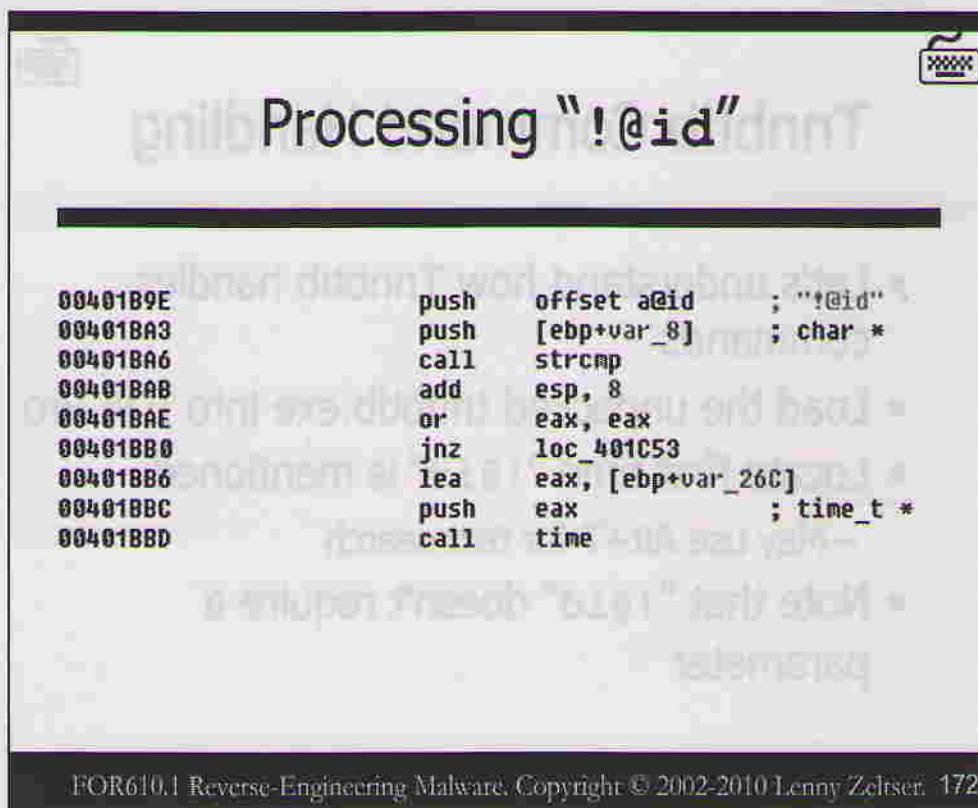 Processing "!@id"
00401B9E push offset a@id ; "!@id"
00401BA3 push [ebp+var_8] ; char *
00401BA6 call strcmp
00401BAB add esp, 8
00401BAE or eax, eax
00401BB0 jnz loc_401C53
00401BB6 lea eax, [ebp+var_26C]
00401BBC push eax ; time_t *
00401BBD call time
FOR610.1 Reverse-Engineering Malware. Copyright © 2002-2010 Lenny Zeltser. 172